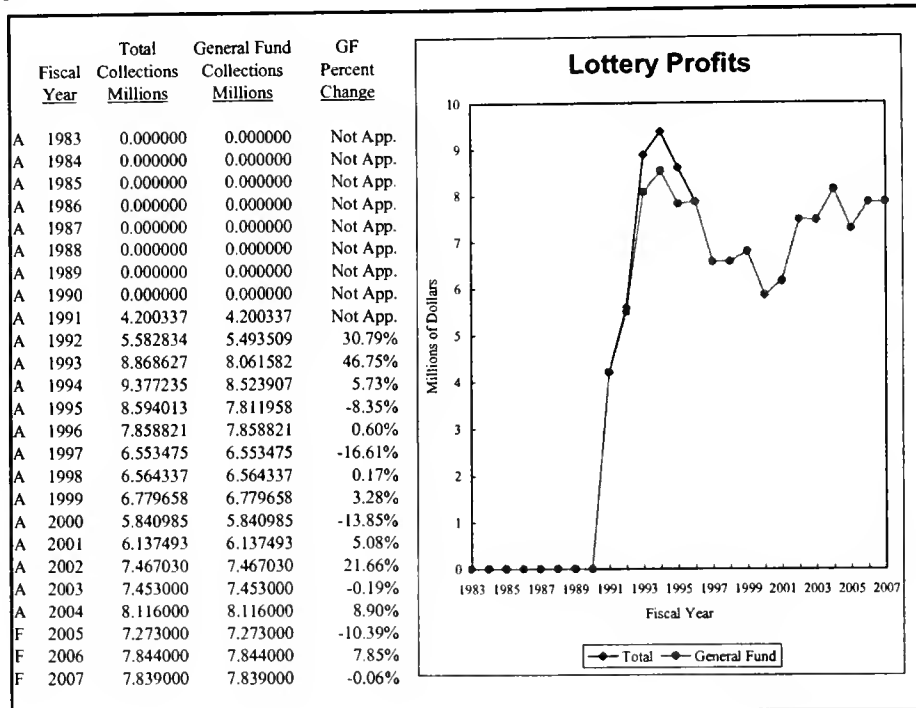 Total General Fund GF
Fiscal Collections Collections Percent
Year Millions Millions Change
A 1983 0.000000 0.000000 Not App.
A 1984 0.000000 0.000000 Not App.
A 1985 0.000000 0.000000 Not App.
A 1986 0.000000 0.000000 Not App.
A 1987 0.000000 0.000000 Not App.
A 1988 0.000000 0.000000 Not App.
A 1989 0.000000 0.000000 Not App.
A 1990 0.000000 0.000000 Not App.
A 1991 4.200337 4.200337 Not App.
A 1992 5.582834 5.493509 30.79%
A 1993 8.868627 8.061582 46.75%
A 1994 9.377235 8.523907 5.73%
A 1995 8.594013 7.811958 -8.35%
A 1996 7.858821 7.858821 0.60%
A 1997 6.553475 6.553475 -16.61%
A 1998 6.564337 6.564337 0.17%
A 1999 6.779658 6.779658 3.28%
A 2000 5.840985 5.840985 -13.85%
A 2001 6.137493 6.137493 5.08%
A 2002 7.467030 7.467030 21.66%
A 2003 7.453000 7.453000 -0.19%
A 2004 8.116000 8.116000 8.90%
F 2005 7.273000 7.273000 -10.39%
F 2006 7.844000 7.844000 7.85%
F 2007 7.839000 7.839000 -0.06%
Lottery Profits
10
9
8
7
6
5
4
3
2
1
0
Millions of Dollars
1983 1985 1987 1989 1991 1993 1995 1997 1999 2001 2003 2005 2007
Fiscal Year
Total General Fund